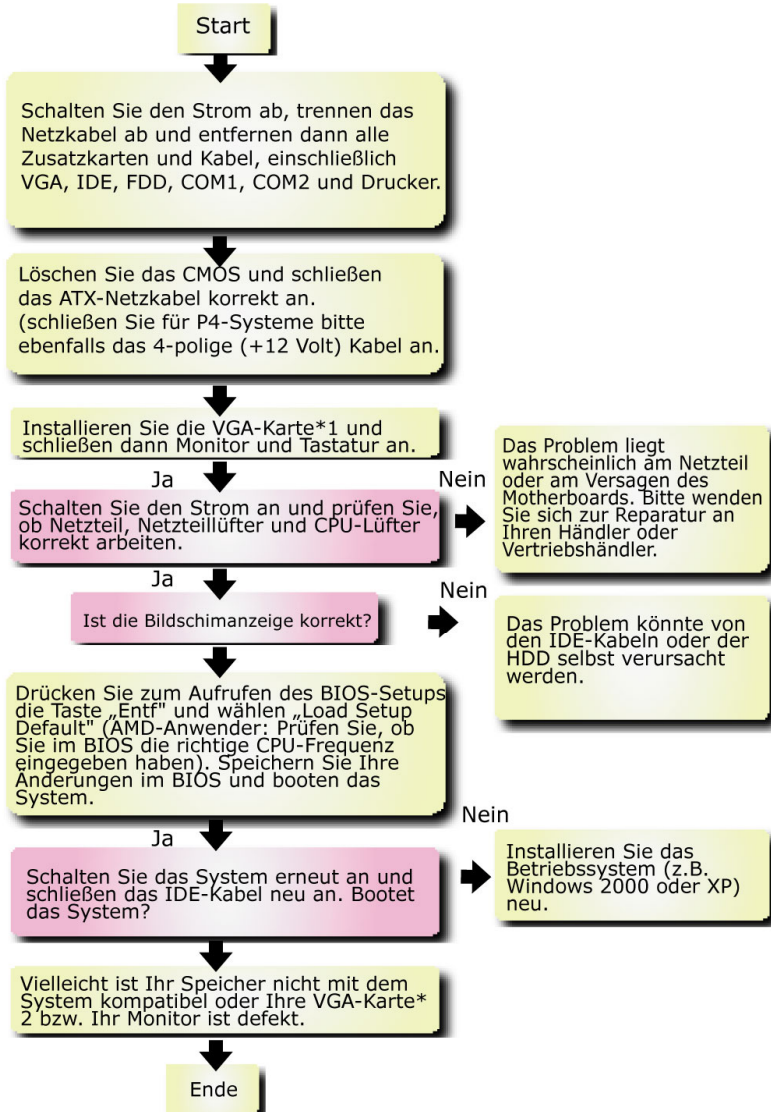 Start
Schalten Sie den Strom ab, trennen das
Netzkabel ab und entfernen dann alle
Zusatzkarten und Kabel, einschließlich
VGA, IDE, FDD, COM1, COM2 und Drucker.
Löschen Sie das CMOS und schließen
das ATX-Netzkabel korrekt an.
(schließen Sie für P4-Systeme bitte
ebenfalls das 4-polige (+12 Volt) Kabel an.
Installieren Sie die VGA-Karte*1 und
schließen dann Monitor und Tastatur an.
Ja
Nein
Schalten Sie den Strom an und prüfen Sie,
ob Netzteil, Netzteillüfter und CPU-Lüfter
korrekt arbeiten.
Das Problem liegt
wahrscheinlich am Netzteil
oder am Versagen des
Motherboards. Bitte wenden
Sie sich zur Reparatur an
Ihren Händler oder
Vertriebshändler.
Ja
Nein
Ist die Bildschimanzeige korrekt?
Das Problem könnte von
den IDE-Kabeln oder der
HDD selbst verursacht
werden.
Drücken Sie zum Aufrufen des BIOS-Setups
die Taste „Entf" und wählen „Load Setup
Default" (AMD-Anwender: Prüfen Sie, ob
Sie im BIOS die richtige CPU-Frequenz
eingegeben haben). Speichern Sie Ihre
Änderungen im BIOS und booten das
System.
Ja
Nein
Schalten Sie das System erneut an und
schließen das IDE-Kabel neu an. Bootet
das System?
Installieren Sie das
Betriebssystem (z.B.
Windows 2000 oder XP)
neu.
Vielleicht ist Ihr Speicher nicht mit dem
System kompatibel oder Ihre VGA-Karte*
2 bzw. Ihr Monitor ist defekt.
Ende